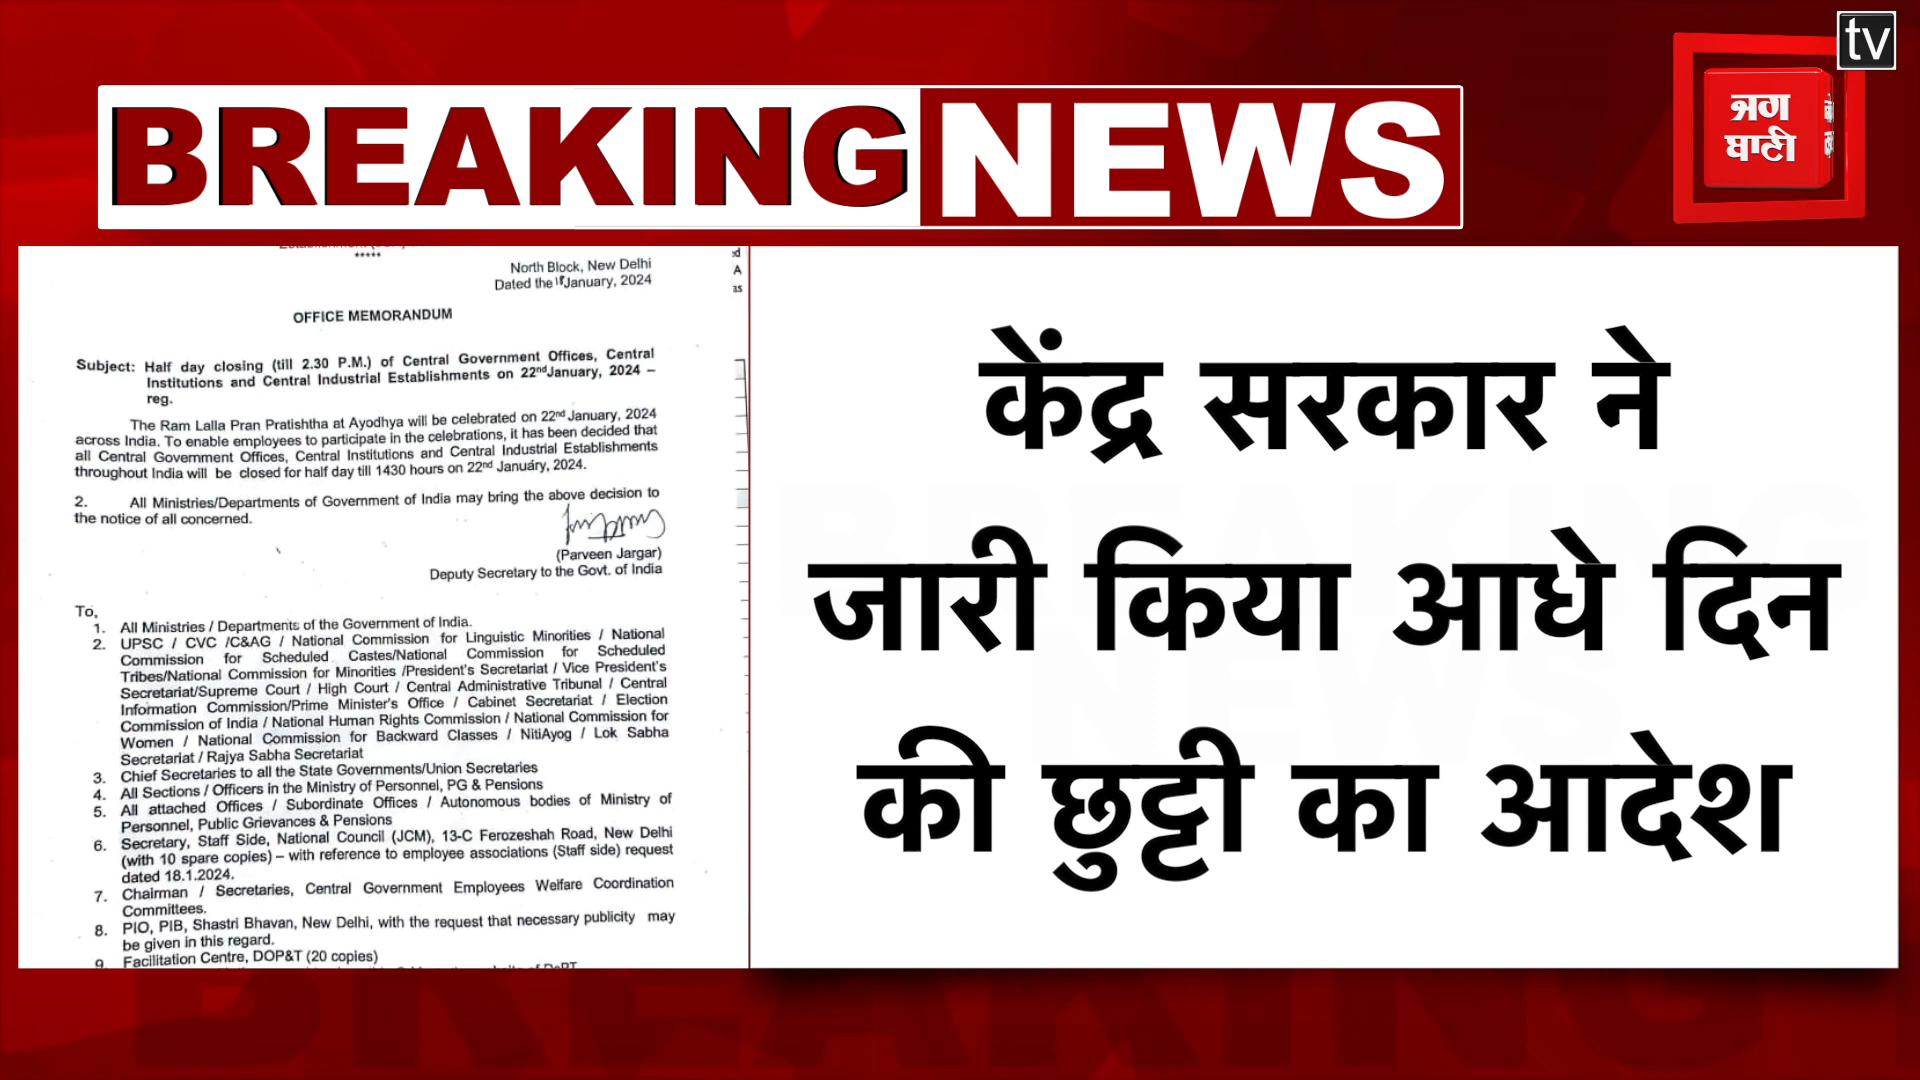 tv
ਜਗ
ਬਾਣੀ
BREAKING NEWS
*****
North Block, New Delhi
Dated the 18 January, 2024
OFFICE MEMORANDUM
Subject: Half day closing (till 2.30 P.M.) of Central Government Offices, Central
Institutions and Central Industrial Establishments on 22nd January, 2024 –
reg.
The Ram Lalla Pran Pratishtha at Ayodhya will be celebrated on 22nd January, 2024
across India. To enable employees to participate in the celebrations, it has been decided that
all Central Government Offices, Central Institutions and Central Industrial Establishments
throughout India will be closed for half day till 1430 hours on 22nd January, 2024.
2. All Ministries/Departments of Government of India may bring the above decision to
the notice of all concerned.
(Parveen Jargar)
Deputy Secretary to the Govt. of India
To,
1. All Ministries / Departments of the Government of India.
2. UPSC / CVC /C&AG / National Commission for Linguistic Minorities / National
Commission for Scheduled Castes/National Commission for Scheduled
Tribes/National Commission for Minorities /President's Secretariat / Vice President's
Secretariat/Supreme Court / High Court / Central Administrative Tribunal / Central
Information Commission/Prime Minister's Office / Cabinet Secretariat / Election
Commission of India / National Human Rights Commission / National Commission for
Women / National Commission for Backward Classes / NitiAyog / Lok Sabha
Secretariat / Rajya Sabha Secretariat
3. Chief Secretaries to all the State Governments/Union Secretaries
4. All Sections / Officers in the Ministry of Personnel, PG & Pensions
5. All attached Offices / Subordinate Offices / Autonomous bodies of Ministry of
Personnel, Public Grievances & Pensions
6. Secretary, Staff Side, National Council (JCM), 13-C Ferozeshah Road, New Delhi
(with 10 spare copies) – with reference to employee associations (Staff side) request
dated 18.1.2024.
7. Chairman / Secretaries, Central Government Employees Welfare Coordination
Committees.
8. PIO, PIB, Shastri Bhavan, New Delhi, with the request that necessary publicity may
be given in this regard.
9. Facilitation Centre, DOP&T (20 copies)
केंद्र सरकार ने
जारी किया आधे दिन
की छुट्टी का आदेश